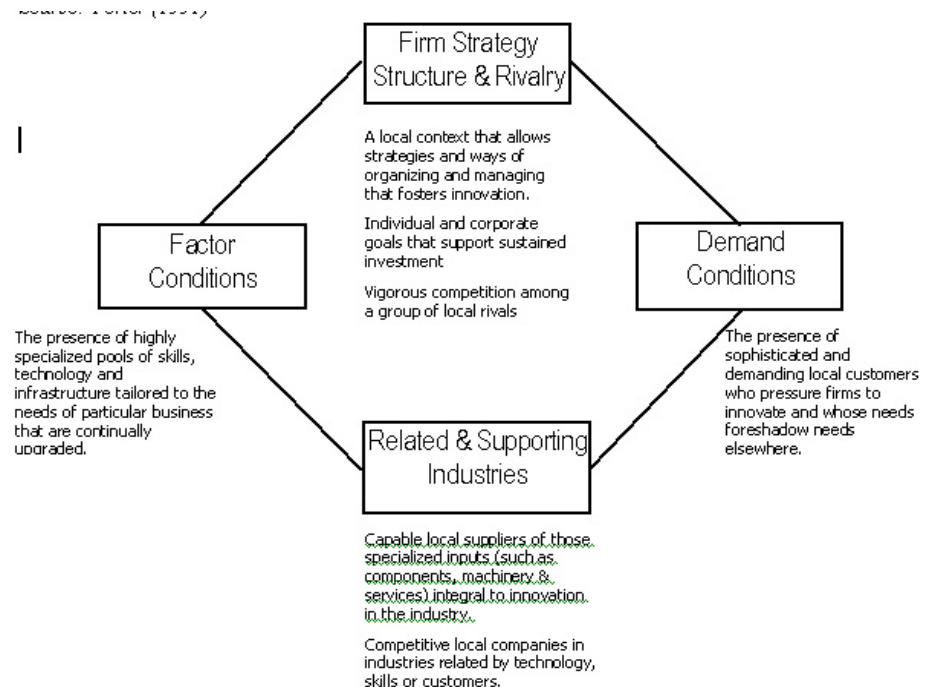 Firm Strategy
Structure & Rivalry
A local context that allows
strategies and ways of
organizing and managing
that fosters innovation.
Individual and corporate
goals that support sustained
investment
Vigorous competition among
a group of local rivals
Factor
Conditions
The presence of highly
specialized pools of skills,
technology and
infrastructure tailored to the
needs of particular business
that are continually
upgraded.
Demand
Conditions
The presence of
sophisticated and
demanding local customers
who pressure firms to
innovate and whose needs
foreshadow needs
elsewhere.
Related & Supporting
Industries
Capable local suppliers of those
specialized inputs (such as
components, machinery &
services) integral to innovation
in the industry.
Competitive local companies in
industries related by technology,
skills or customers.